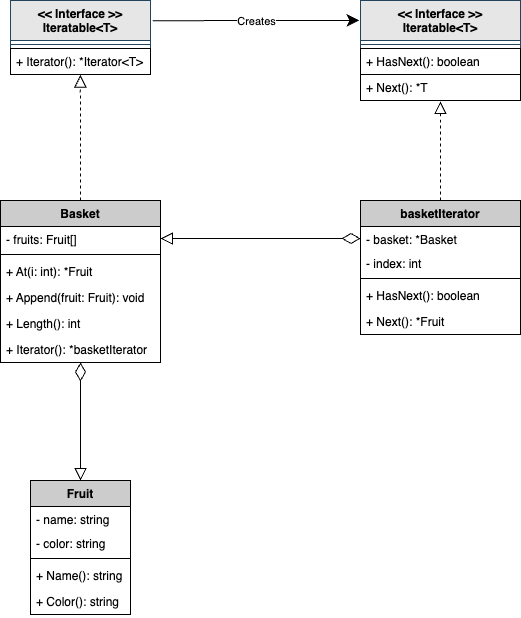 << Interface >>
Iteratable<T>
+ Iterator(): *Iterator<T>
Creates
<< Interface >>
Iteratable<T>
+ HasNext(): boolean
+ Next(): *T
Basket
- fruits: Fruit[]
+ At(i: int): *Fruit
+ Append(fruit: Fruit): void
+ Length(): int
+ Iterator(): *basketIterator
basketIterator
- basket: *Basket
- index: int
+ HasNext(): boolean
+ Next(): *Fruit
Fruit
- name: string
- color: string
+ Name(): string
+ Color(): string